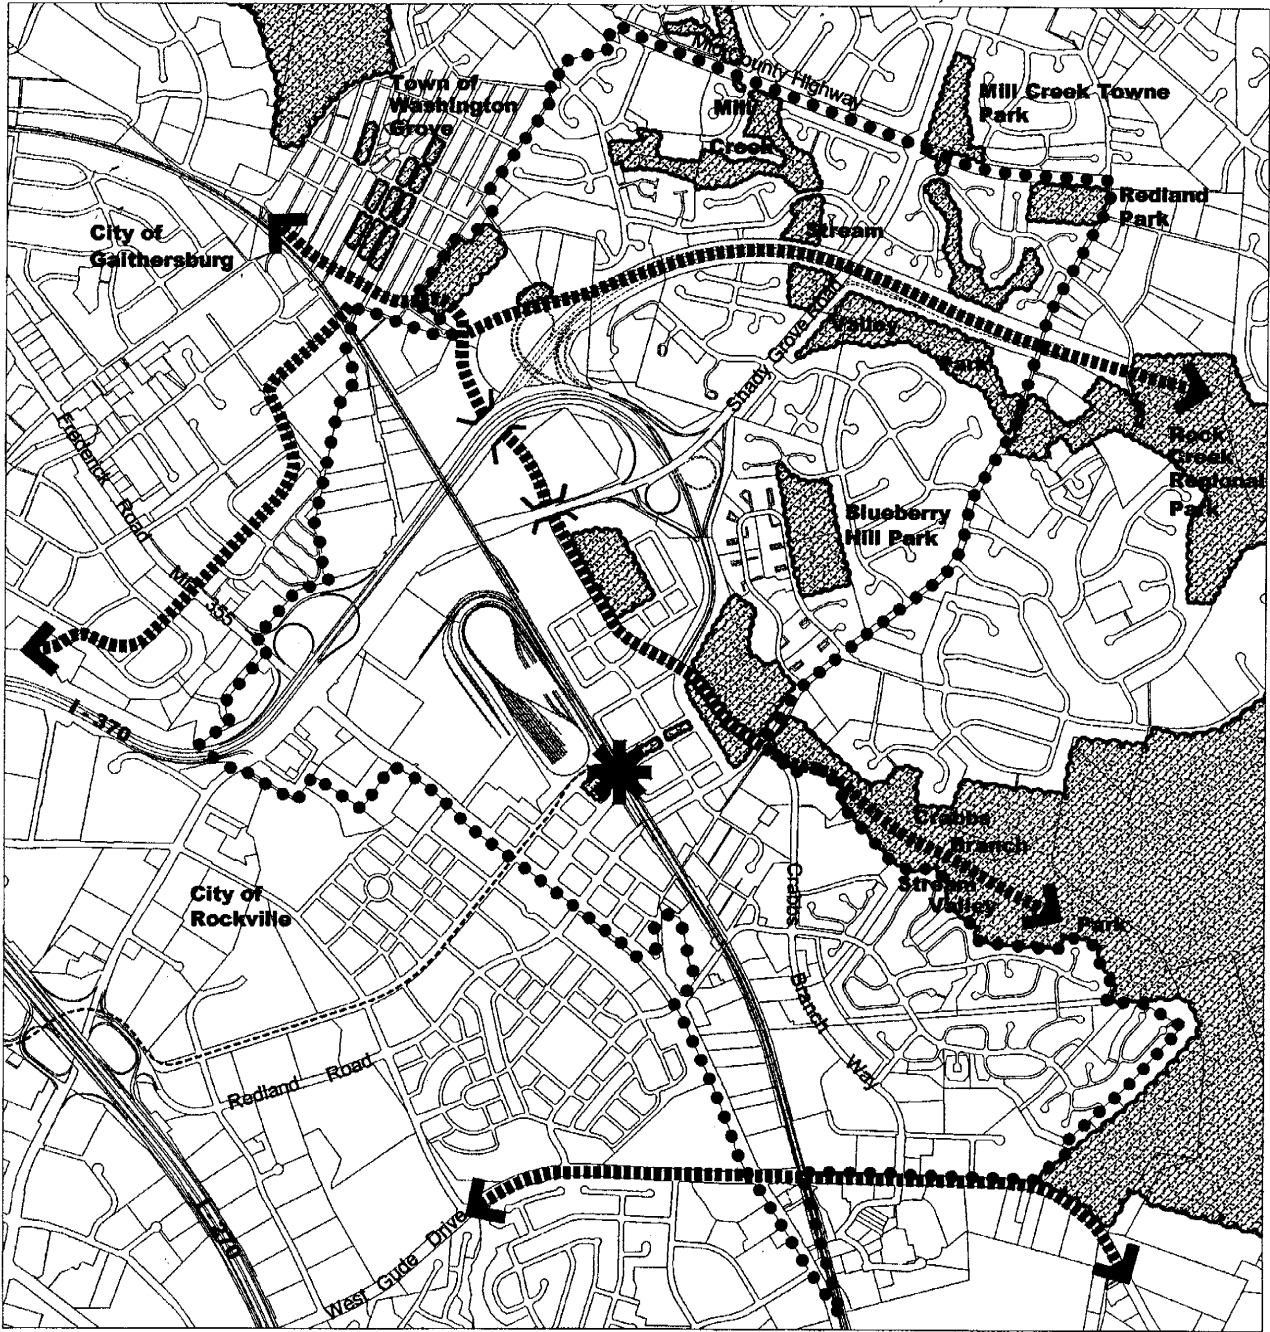 Mid County Highway
Town of
Washington
Grove
Mill
Creek
Mill Creek Towne
Park
Redland
Park
City of
Gaithersburg
Stream
Valley
Park
Shady Grove Road
Frederick Road
MD 355
Rock
Creek
Regional
Park
Blueberry
Hill Park
I - 370
Crabbs
Branch
Stream
Valley
Park
City of
Rockville
Crabbs Branch Way
Redland Road
I - 270
West Gude Drive